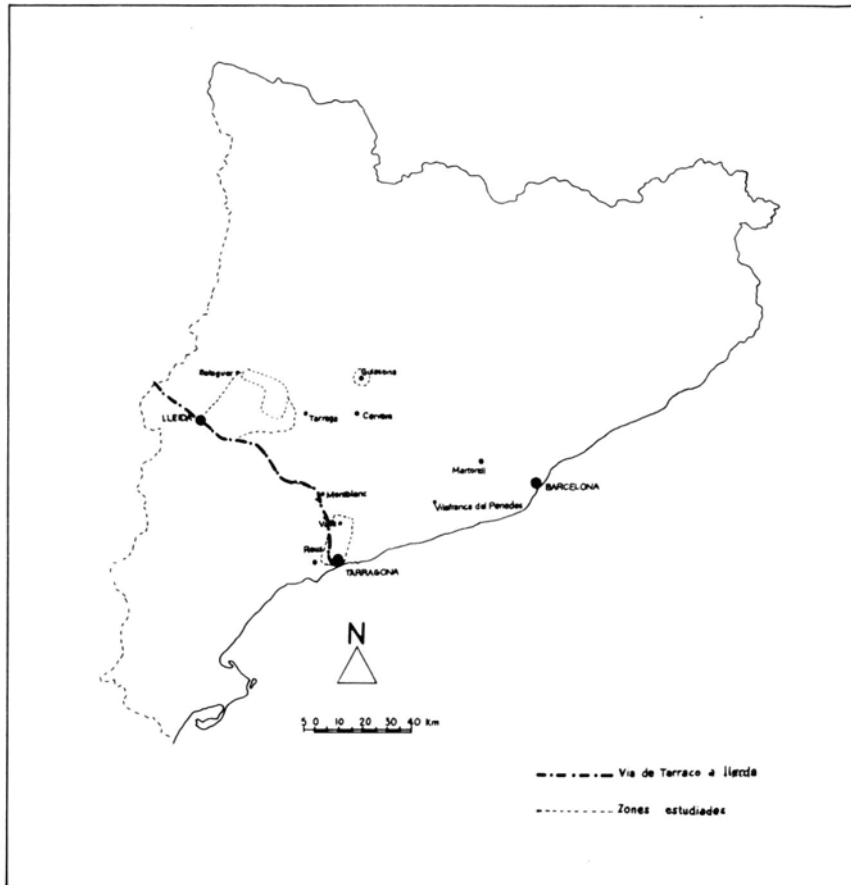 Balaguer
Guissona
LLEIDA
Tarrega
Cervera
Martorell
BARCELONA
Montblanc
Vilafranca del Penedes
Valls
Reus
TARRAGONA
N
5 0 10 20 30 40 Km
Via de Tarraco a Ilerda
Zones estudiades